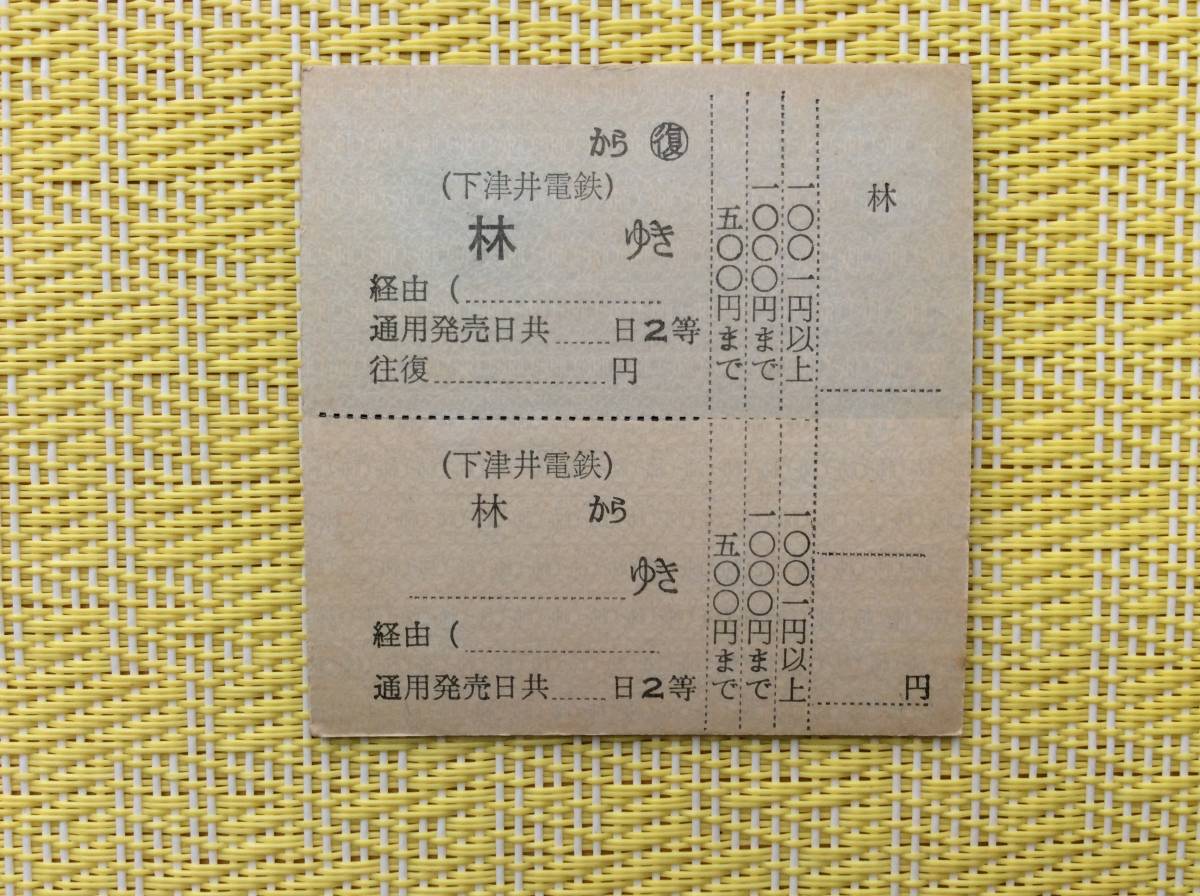 から ㊝復
(下津井電鉄)
林 ゆき
経由 (
通用発売日共......日2等
往復..................円
五〇〇円まで
一〇〇〇円まで
一〇〇一円以上
林
(下津井電鉄)
林 から
ゆき
経由 (
通用発売日共......日2等
五〇〇円まで
一〇〇〇円まで
一〇〇一円以上
円